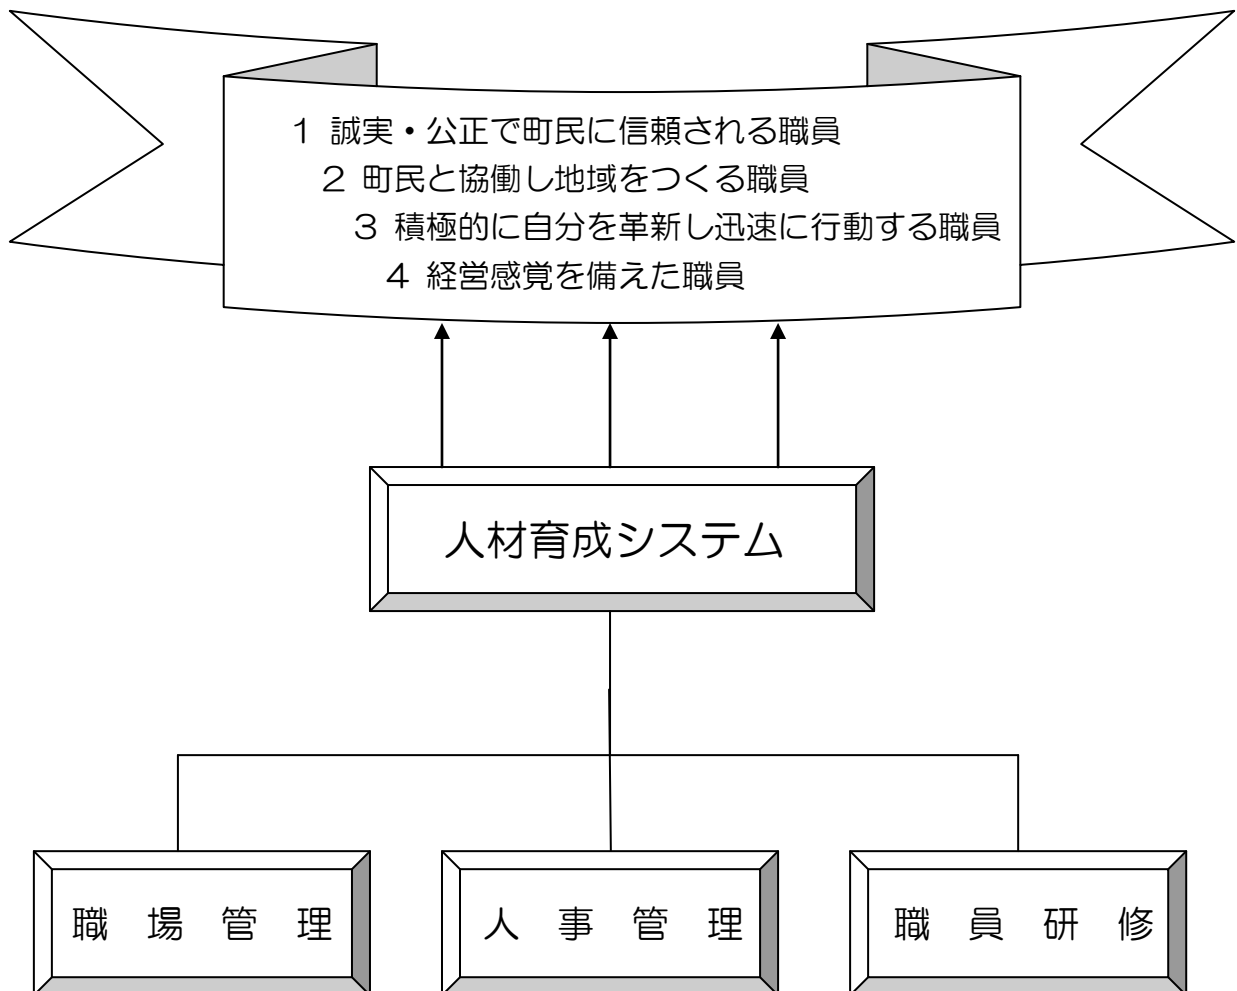 1 誠実・公正で町民に信頼される職員
2 町民と協働し地域をつくる職員
3 積極的に自分を革新し迅速に行動する職員
4 経営感覚を備えた職員
人材育成システム
職 場 管 理
人 事 管 理
職 員 研 修